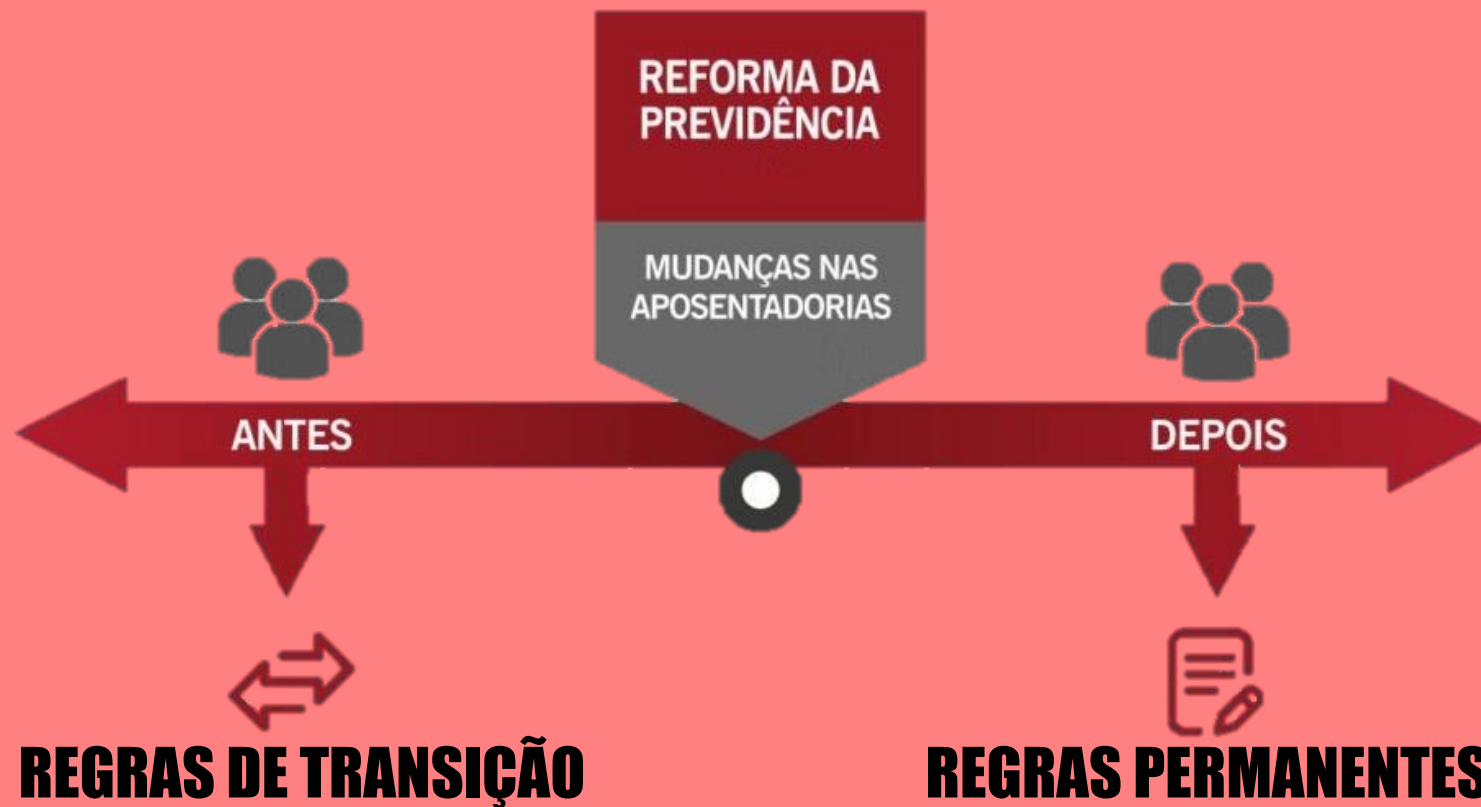 REFORMA DA
PREVIDÊNCIA
MUDANÇAS NAS
APOSENTADORIAS
ANTES
DEPOIS
REGRAS DE TRANSIÇÃO
REGRAS PERMANENTES